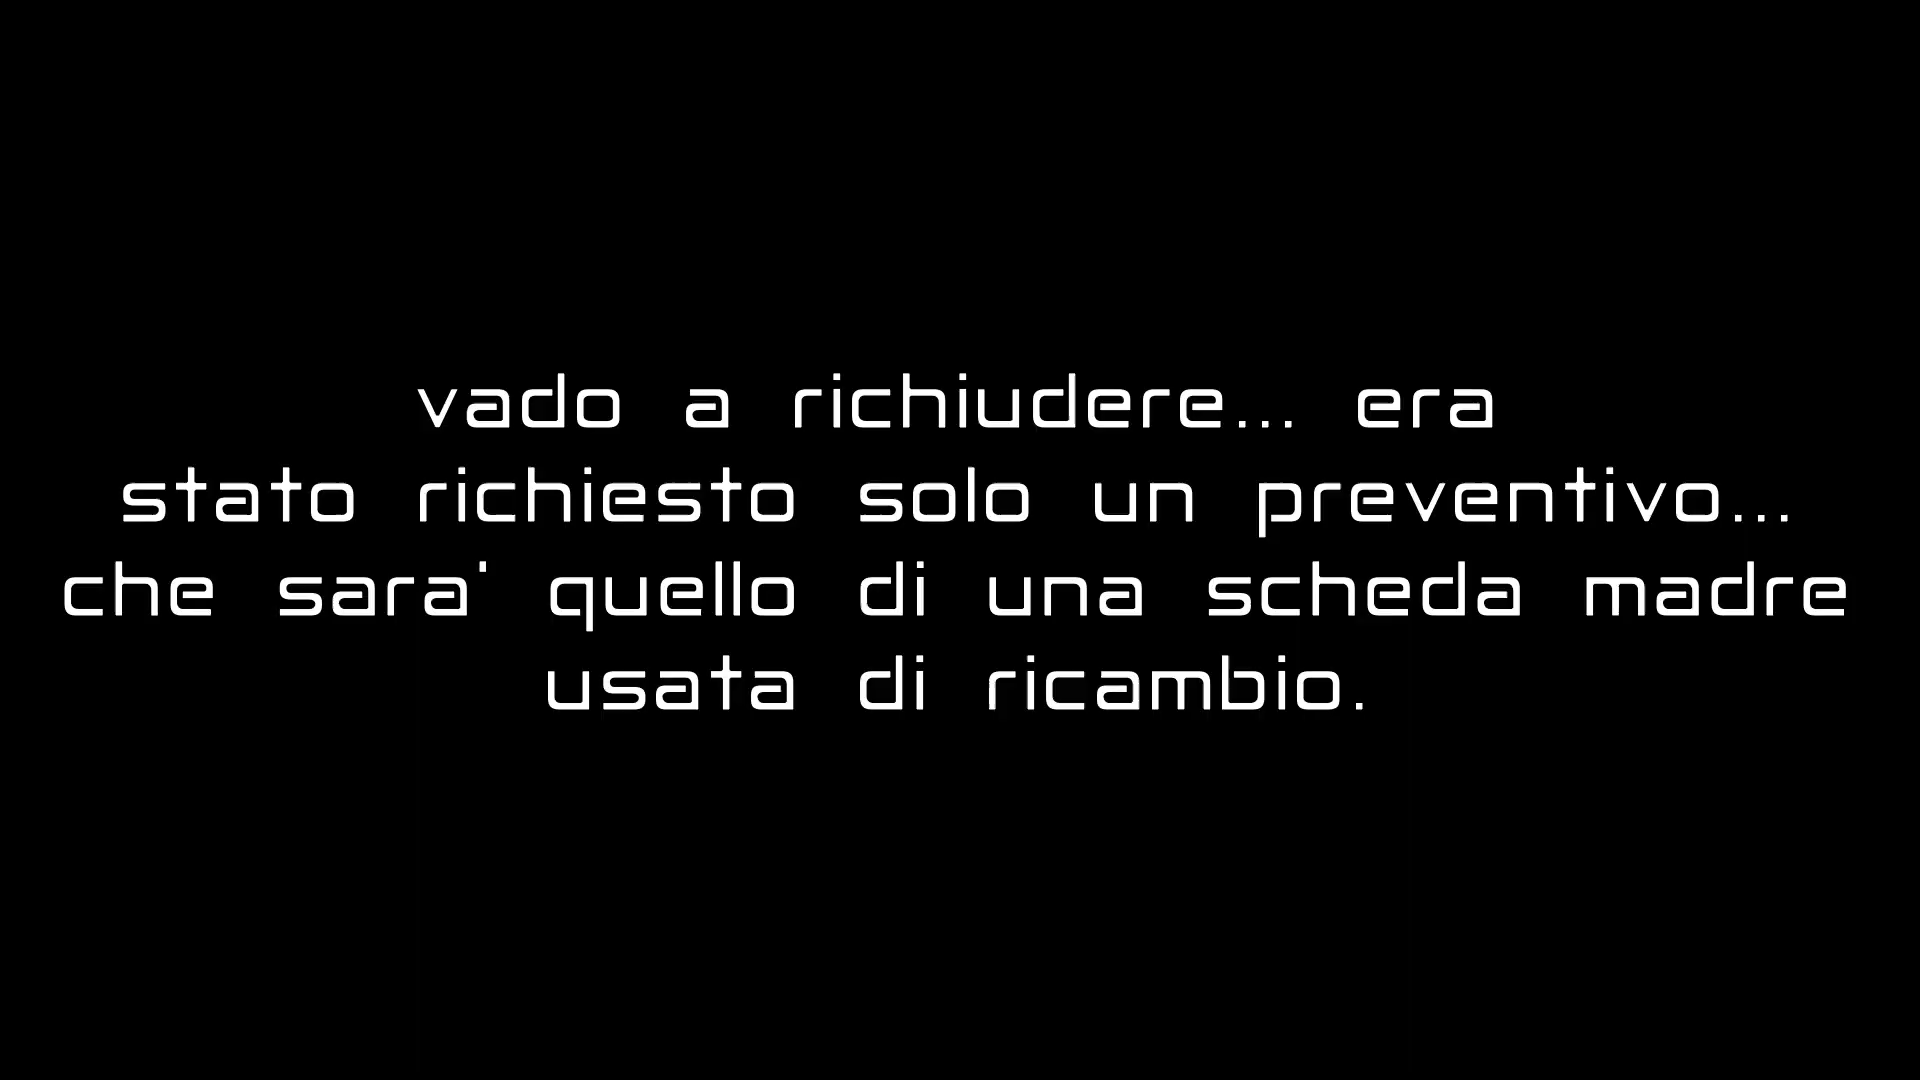 vado a richiudere... era
stato richiesto solo un preventivo...
che sara' quello di una scheda madre
usata di ricambio.